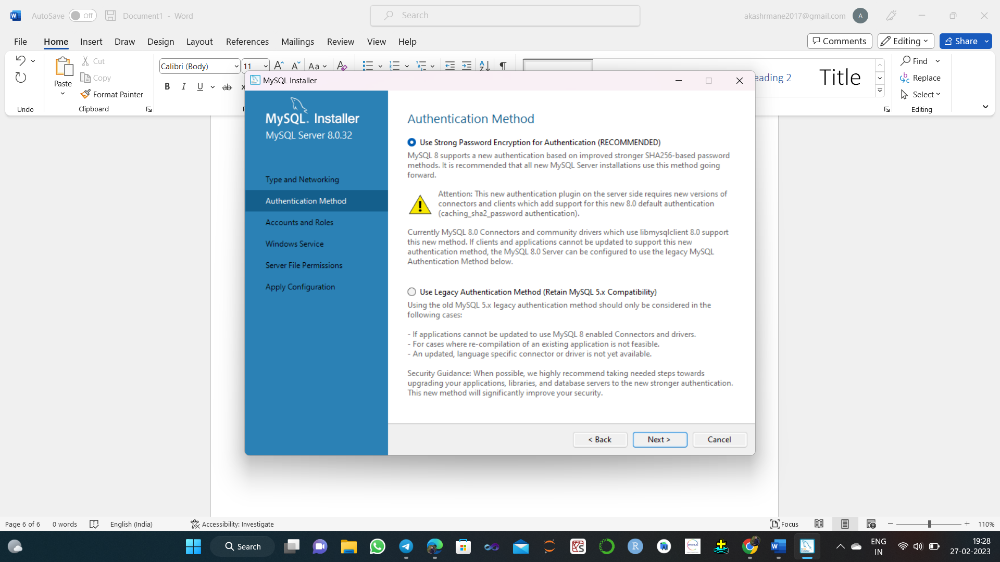 AutoSave Off Document1 - Word Search akashrmane2017@gmail.com A
File Home Insert Draw Design Layout References Mailings Review View Help Comments Editing Share
Paste Cut Copy Format Painter Calibri (Body) 11 Aa Find Replace Select
B I U ab eading 2 Title
Undo Clipboard Editing
MySQL Installer
MySQL. Installer
MySQL Server 8.0.32
Type and Networking
Authentication Method
Accounts and Roles
Windows Service
Server File Permissions
Apply Configuration
Authentication Method
Use Strong Password Encryption for Authentication (RECOMMENDED)
MySQL 8 supports a new authentication based on improved stronger SHA256-based password
methods. It is recommended that all new MySQL Server installations use this method going
forward.
Attention: This new authentication plugin on the server side requires new versions of
connectors and clients which add support for this new 8.0 default authentication
(caching_sha2_password authentication).
Currently MySQL 8.0 Connectors and community drivers which use libmysqlclient 8.0 support
this new method. If clients and applications cannot be updated to support this new
authentication method, the MySQL 8.0 Server can be configured to use the legacy MySQL
Authentication Method below.
Use Legacy Authentication Method (Retain MySQL 5.x Compatibility)
Using the old MySQL 5.x legacy authentication method should only be considered in the
following cases:
- If applications cannot be updated to use MySQL 8 enabled Connectors and drivers.
- For cases where re-compilation of an existing application is not feasible.
- An updated, language specific connector or driver is not yet available.
Security Guidance: When possible, we highly recommend taking needed steps towards
upgrading your applications, libraries, and database servers to the new stronger authentication.
This new method will significantly improve your security.
< Back Next > Cancel
Page 6 of 6 0 words English (India) Accessibility: Investigate Focus 110%
Search ENG
IN
19:28
27-02-2023